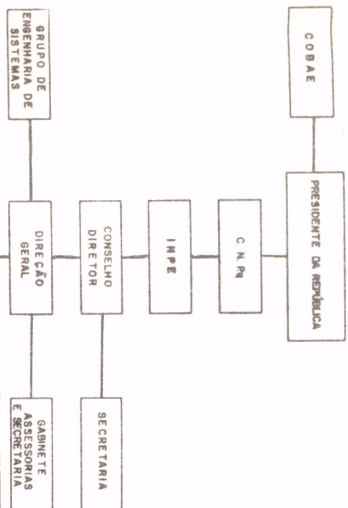 COBAE
PRESIDENTE DA REPÚBLICA
C N Pq
INPE
CONSELHO
DIRETOR
SECRETARIA
GRUPO DE
ENGENHARIA DE
SISTEMAS
DIREÇÃO
GERAL
GABINETE
ASSESSORIAS
E SECRETARIA